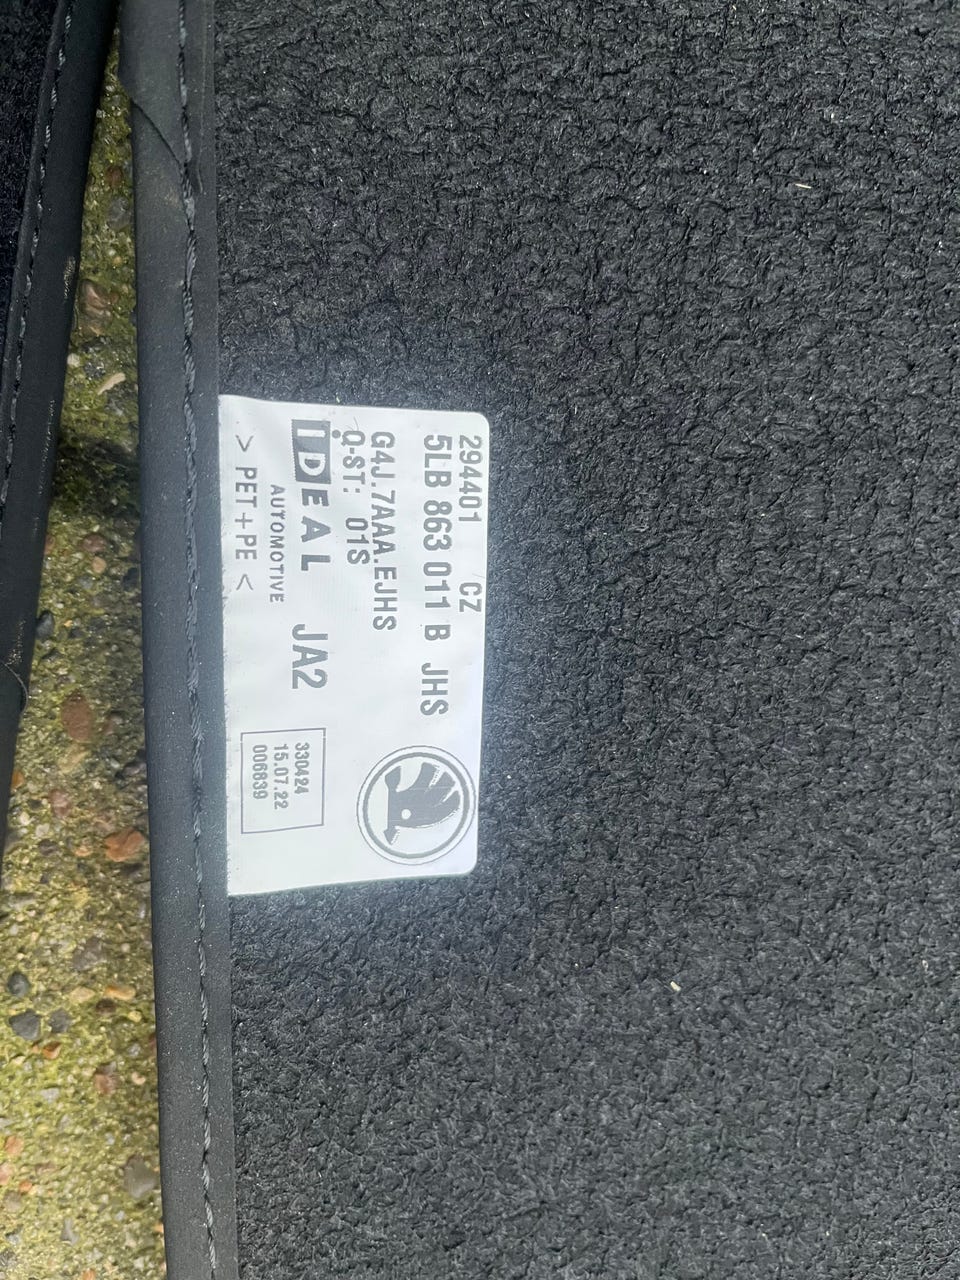 294401 CZ
5LB 863 011 B JHS
G4J.7AA.EJHS
Q-ST: 01S
IDEAL JA2
AUTOMOTIVE
> PET+PE <
330424
15.07.22
006839